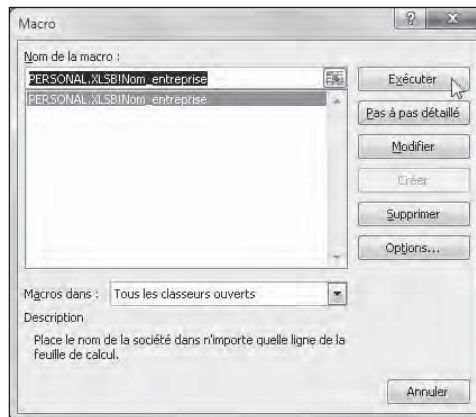 Macro
Nom de la macro :
PERSONAL.XLSB!Nom_entreprise
PERSONAL.XLSB!Nom_entreprise
Exécuter
Pas à pas détaillé
Modifier
Créer
Supprimer
Options...
Macros dans : Tous les classeurs ouverts
Description
Place le nom de la société dans n'importe quelle ligne de la
feuille de calcul.
Annuler